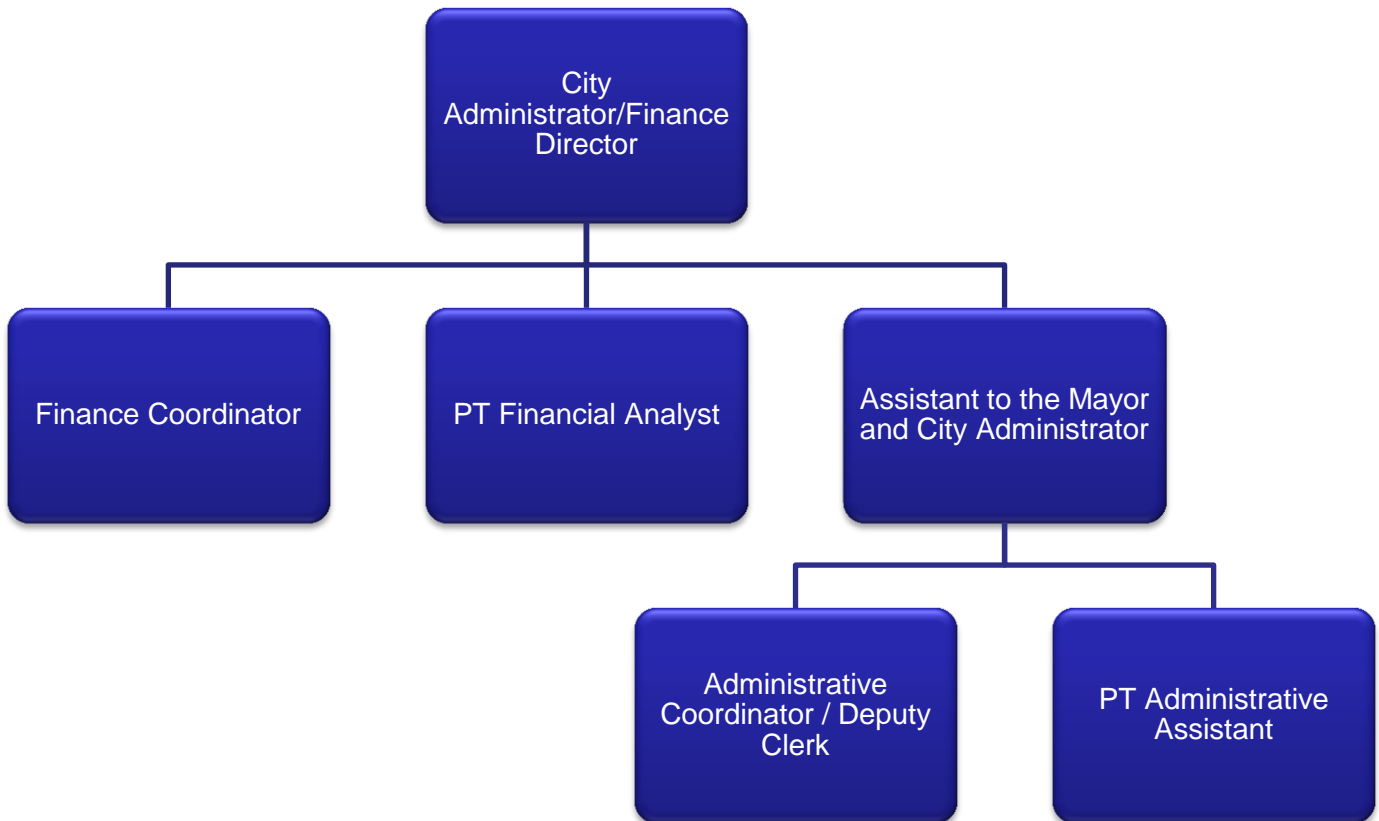 City
Administrator/Finance
Director
Finance Coordinator
PT Financial Analyst
Assistant to the Mayor
and City Administrator
Administrative
Coordinator / Deputy
Clerk
PT Administrative
Assistant